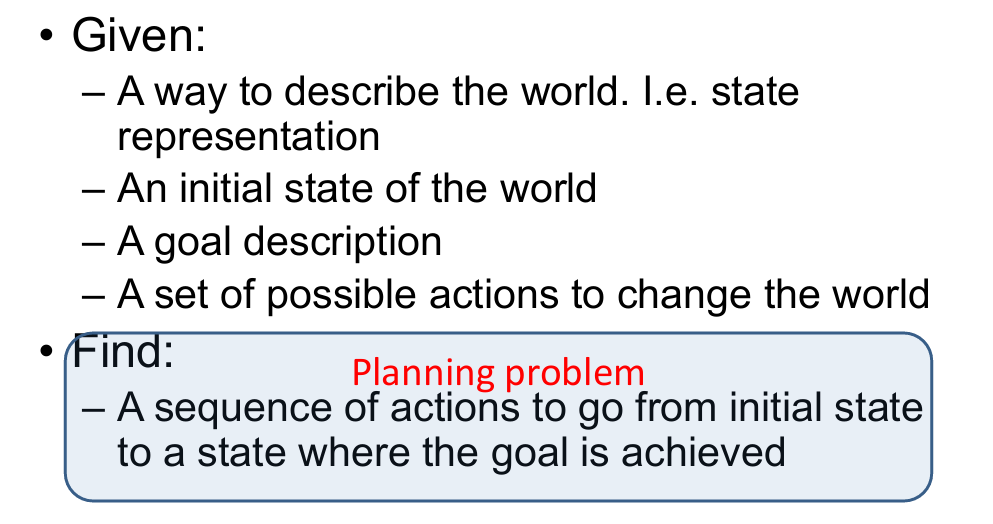 • Given:
– A way to describe the world. I.e. state
representation
– An initial state of the world
– A goal description
– A set of possible actions to change the world
• Find:
Planning problem
– A sequence of actions to go from initial state
to a state where the goal is achieved